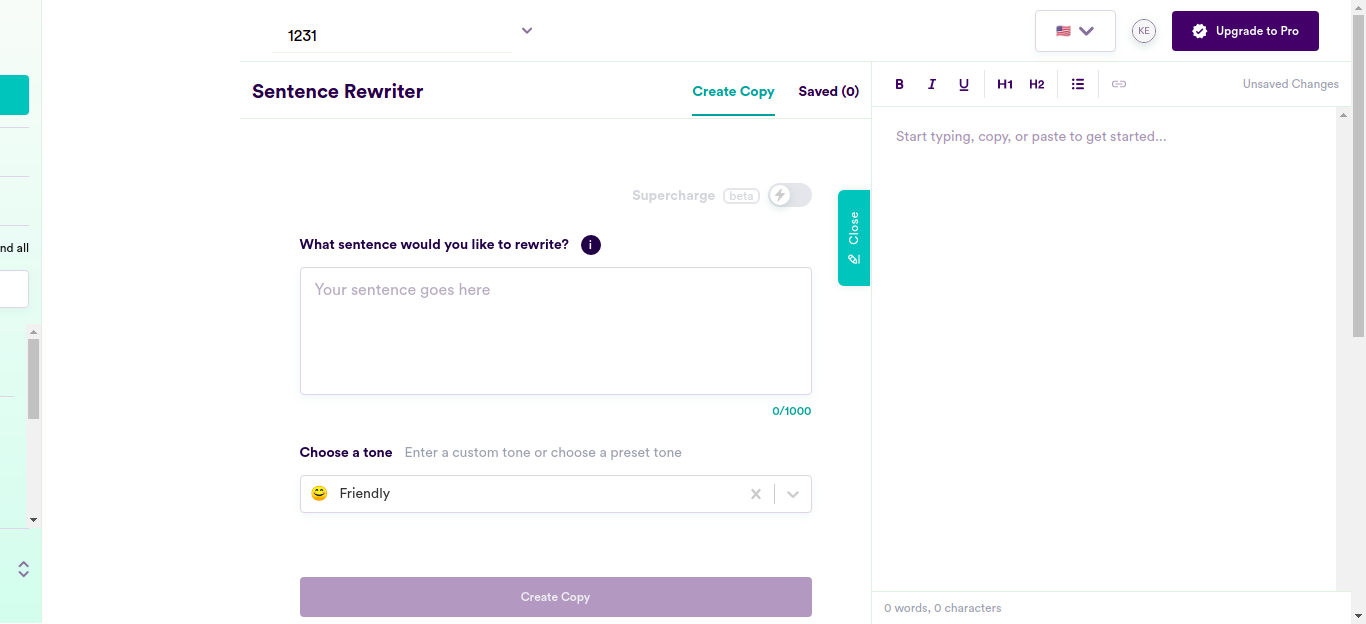 1231
KE
Upgrade to Pro
Sentence Rewriter
Create Copy
Saved (0)
B I U H1 H2
Unsaved Changes
Start typing, copy, or paste to get started...
Supercharge beta
Close
nd all
What sentence would you like to rewrite? i
Your sentence goes here
0/1000
Choose a tone Enter a custom tone or choose a preset tone
😊 Friendly
Create Copy
0 words, 0 characters